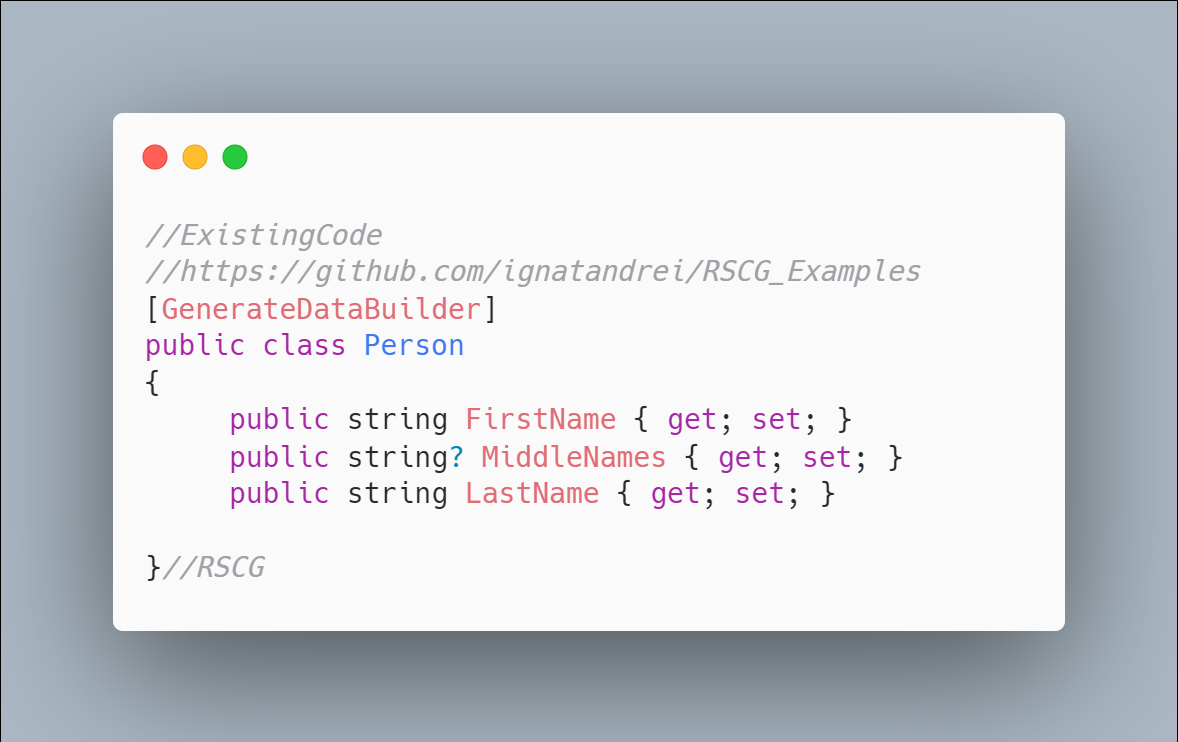 //ExistingCode
//https://github.com/ignatandrei/RSCG_Examples
[GenerateDataBuilder]
public class Person
{
     public string FirstName { get; set; }
     public string? MiddleNames { get; set; }
     public string LastName { get; set; }
}//RSCG